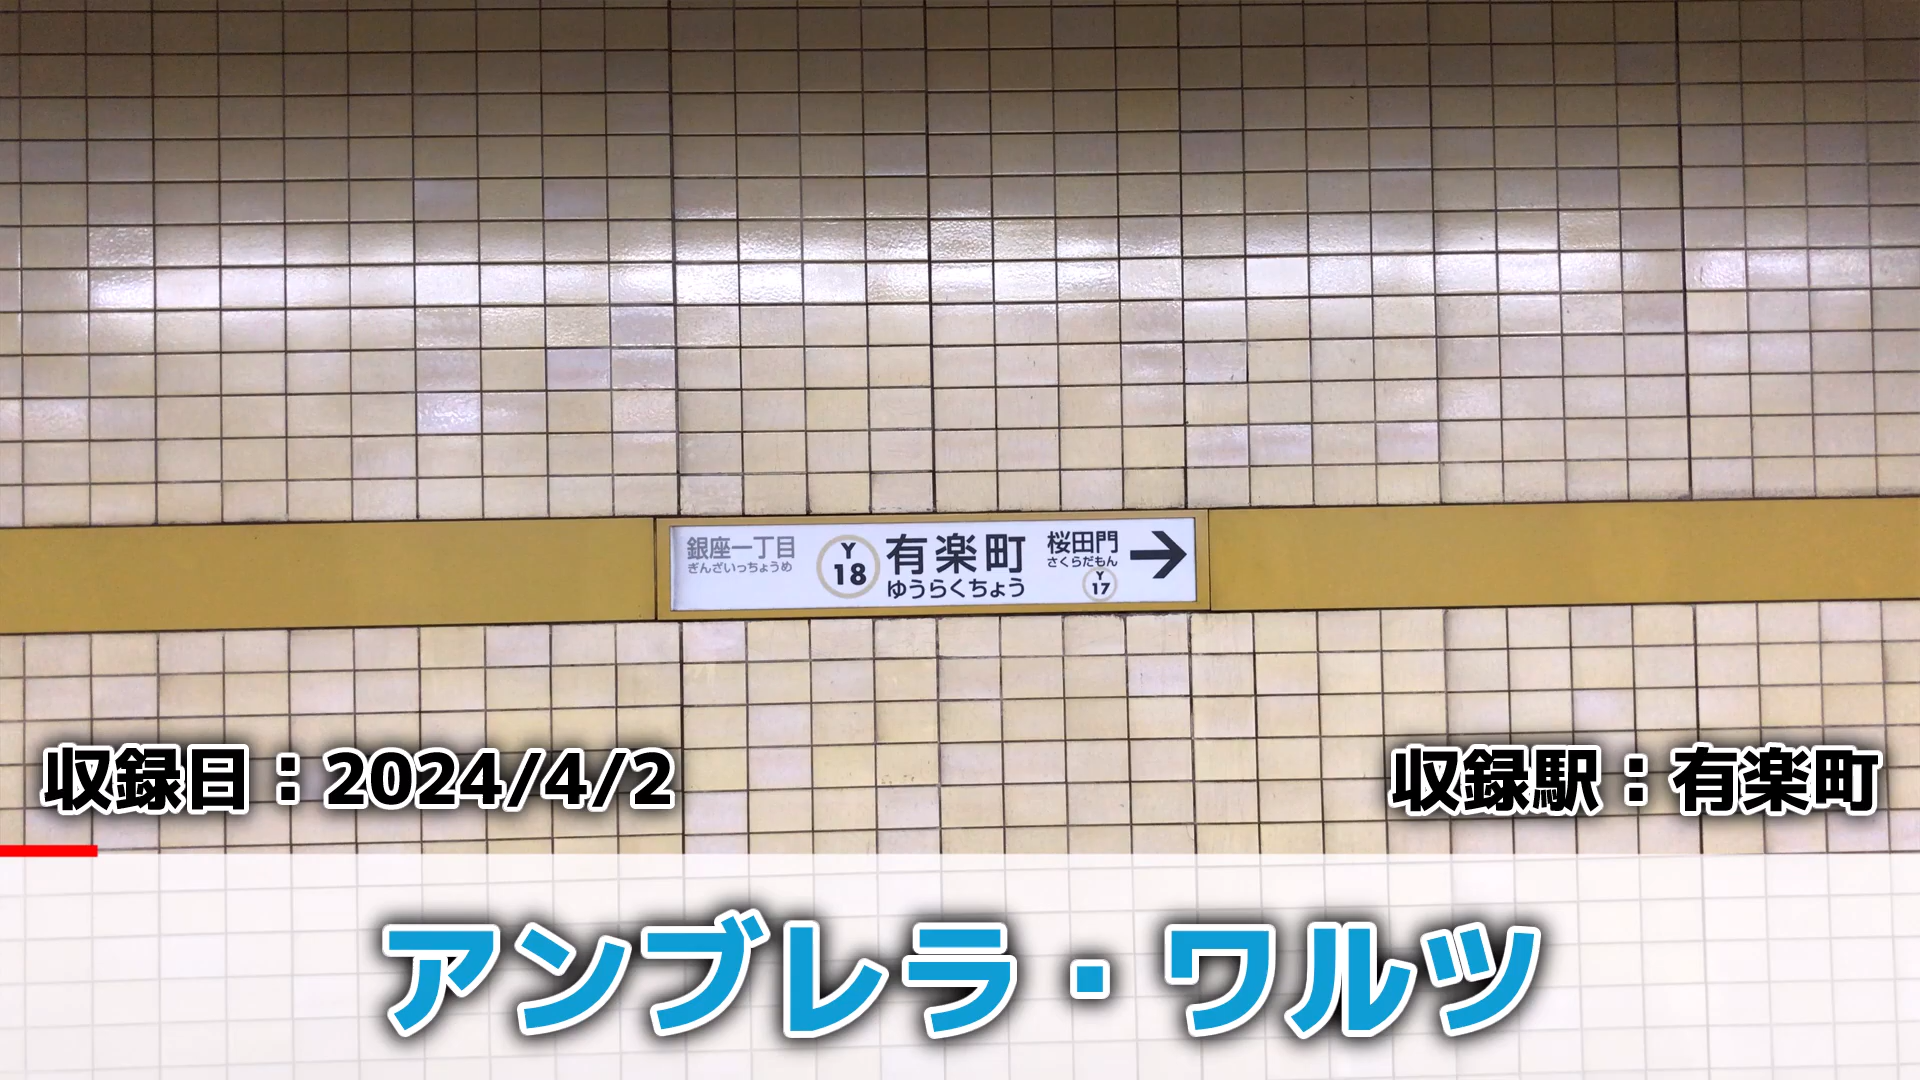 銀座一丁目
ぎんざいっちょうめ
Y
18
有楽町
ゆうらくちょう
桜田門
さくらだもん
Y
17
収録日：2024/4/2
収録駅：有楽町
アンブレラ・ワルツ